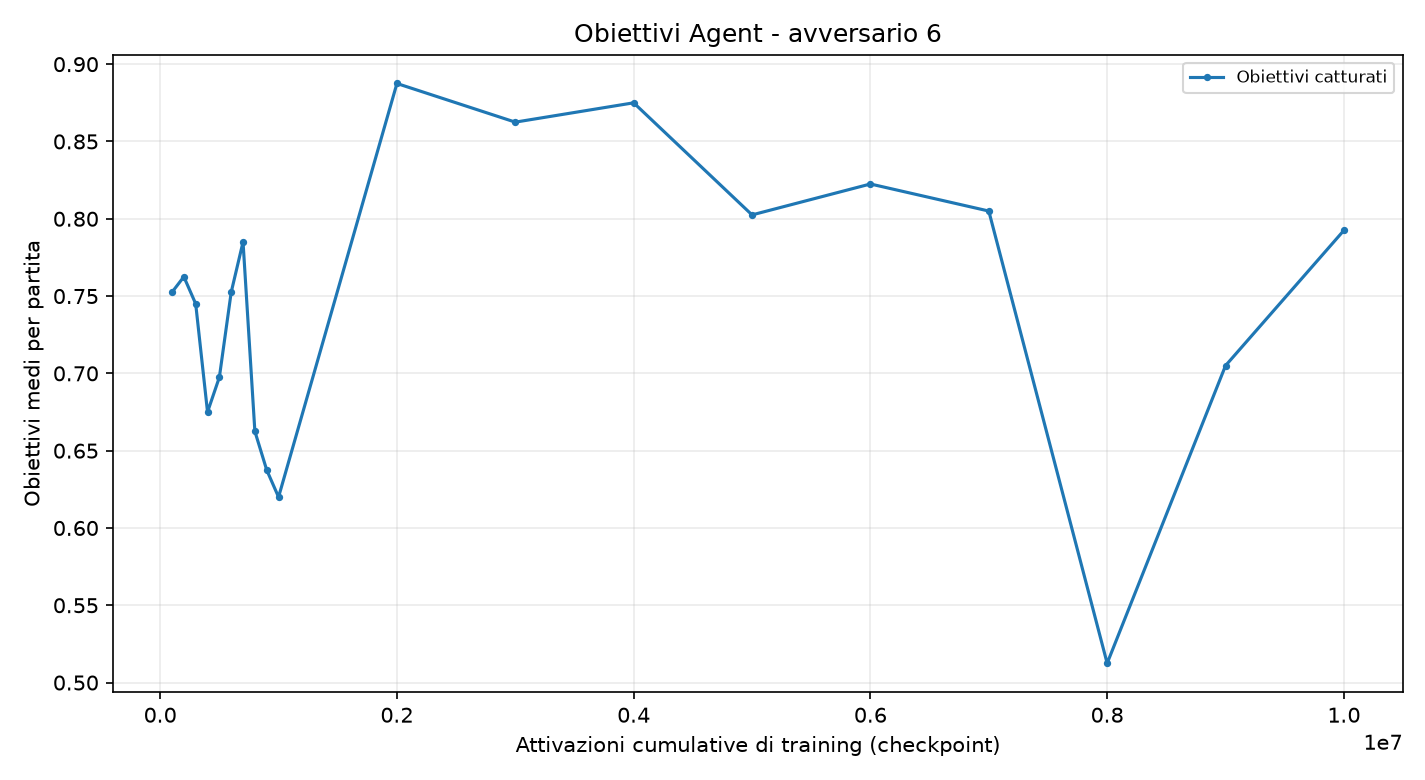 Obiettivi Agent - avversario 6
Obiettivi catturati
Obiettivi medi per partita
0.90
0.85
0.80
0.75
0.70
0.65
0.60
0.55
0.50
0.0 0.2 0.4 0.6 0.8 1.0
1e7
Attivazioni cumulative di training (checkpoint)